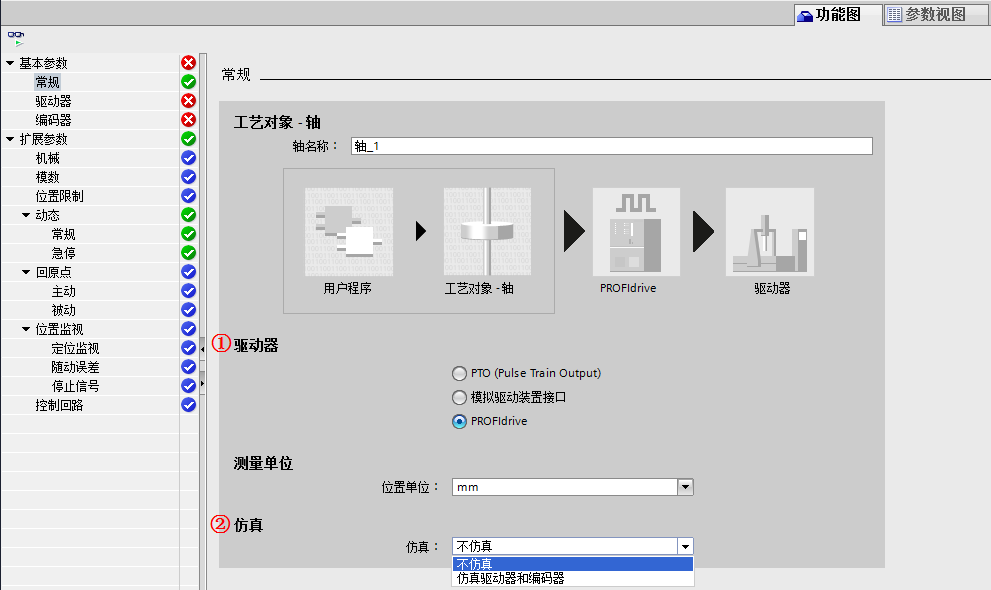 功能图
参数视图
基本参数
常规
驱动器
编码器
扩展参数
机械
模数
位置限制
动态
常规
急停
回原点
主动
被动
位置监视
定位监视
随动误差
停止信号
控制回路
常规
工艺对象 - 轴
轴名称：
轴_1
用户程序
工艺对象 - 轴
PROFIdrive
驱动器
① 驱动器
PTO (Pulse Train Output)
模拟驱动装置接口
PROFIdrive
测量单位
位置单位：
mm
② 仿真
仿真：
不仿真
不仿真
仿真驱动器和编码器